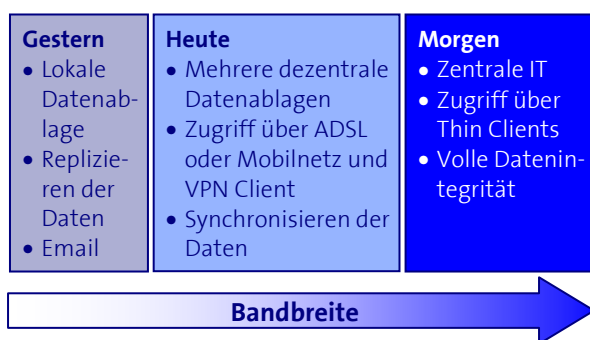 Gestern
• Lokale
Datenab-
lage
• Replizie-
ren der
Daten
• Email
Heute
• Mehrere dezentrale
Datenablagen
• Zugriff über ADSL
oder Mobilnetz und
VPN Client
• Synchronisieren der
Daten
Morgen
• Zentrale IT
• Zugriff über
Thin Clients
• Volle Datenin-
tegrität
Bandbreite